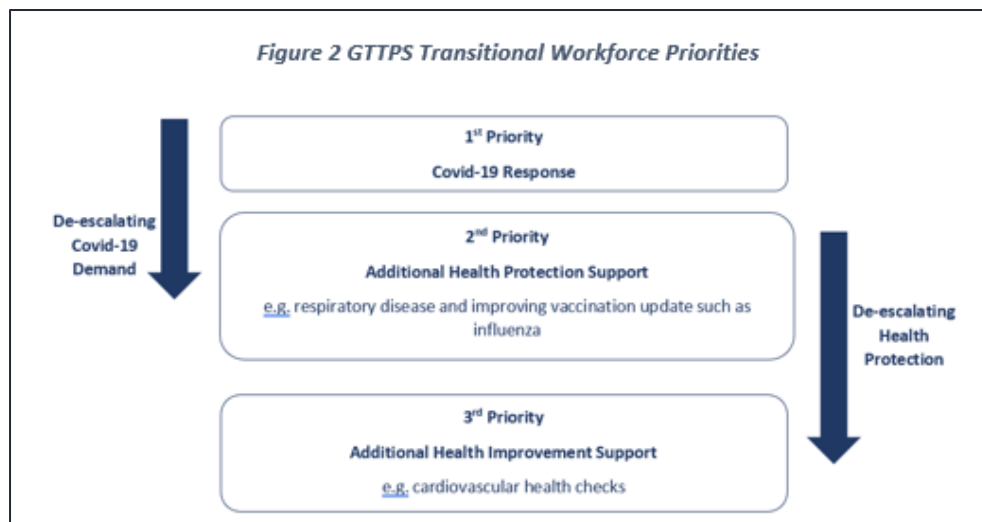 Figure 2 GTTPS Transitional Workforce Priorities
1st Priority
Covid-19 Response
De-escalating
Covid-19
Demand
2nd Priority
Additional Health Protection Support
e.g. respiratory disease and improving vaccination update such as
influenza
De-escalating
Health
Protection
3rd Priority
Additional Health Improvement Support
e.g. cardiovascular health checks